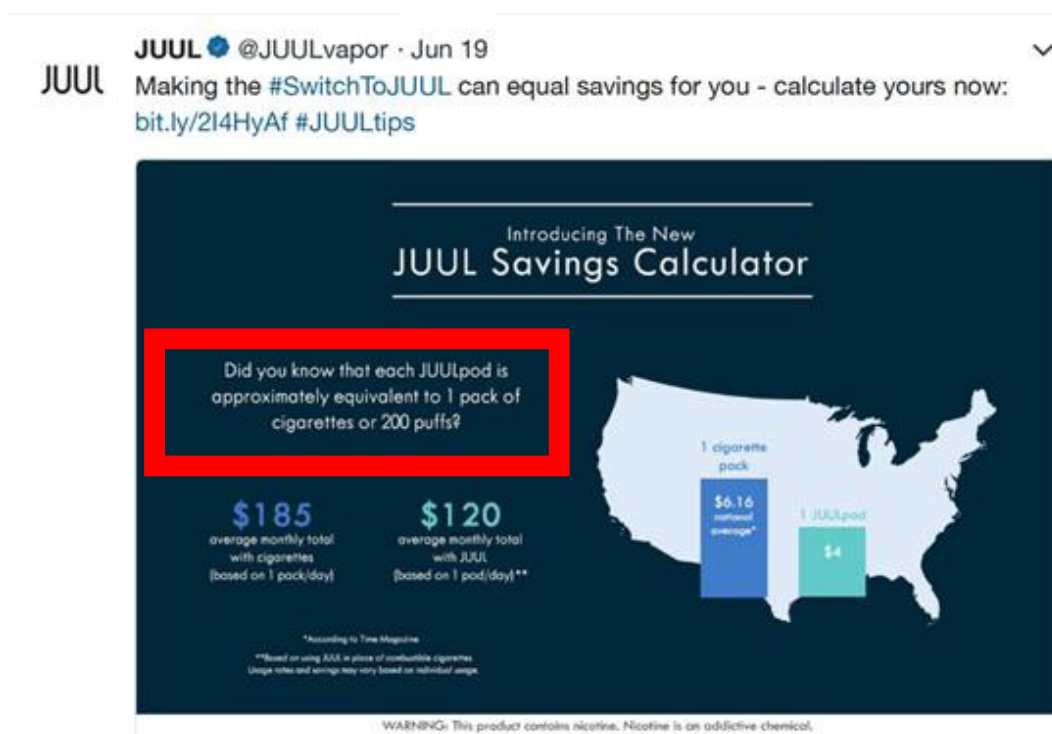 JUUL @JUULvapor · Jun 19
JUUL
Making the #SwitchToJUUL can equal savings for you - calculate yours now:
bit.ly/2I4HyAf #JUULtips
Introducing The New
JUUL Savings Calculator
Did you know that each JUULpod is
approximately equivalent to 1 pack of
cigarettes or 200 puffs?
$185
average monthly total
with cigarettes
(based on 1 pack/day)
$120
average monthly total
with JUUL
(based on 1 pod/day)**
1 cigarette
pack
$6.16
national
average*
1 JUULpod
$4
*According to Time Magazine
**Based on using JUUL in place of combustible cigarettes.
Usage rates and savings may vary based on individual usage.
WARNING: This product contains nicotine. Nicotine is an addictive chemical.